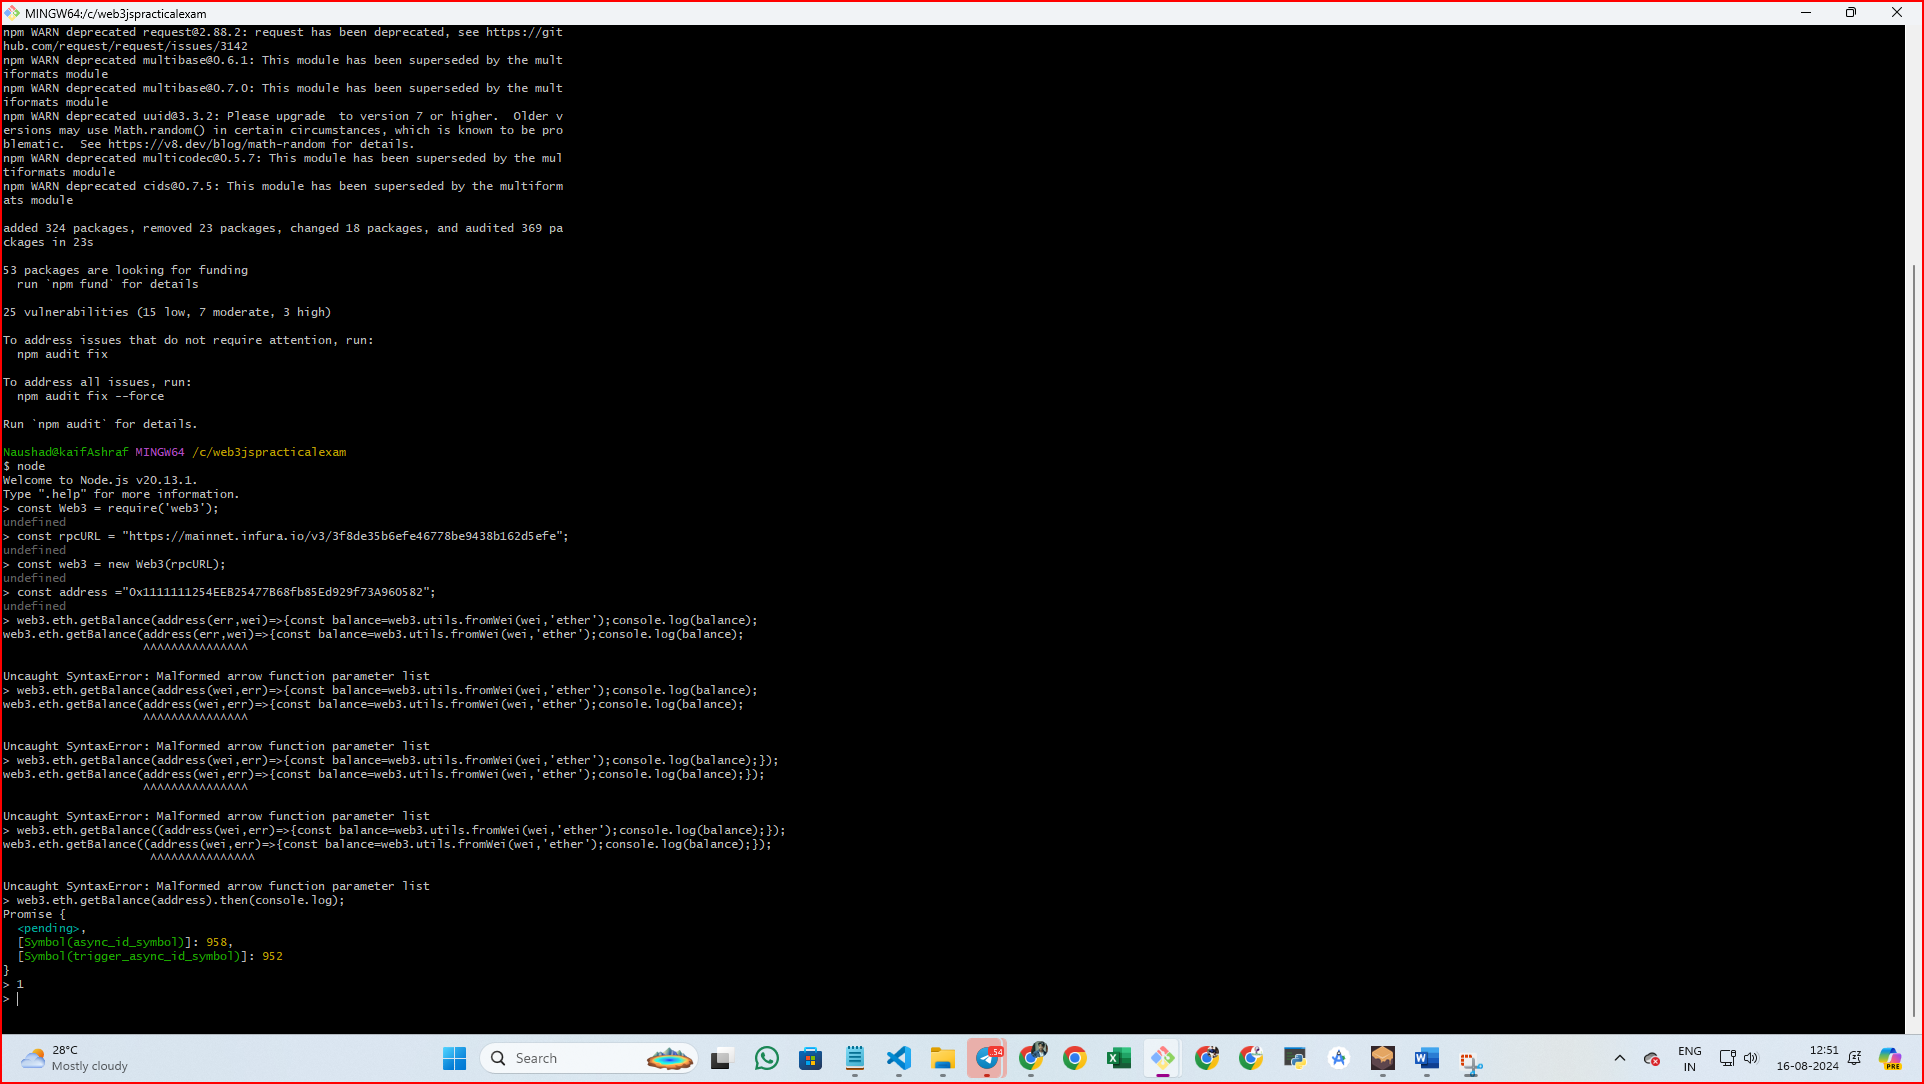 MINGW64:/c/web3jspracticalexam
npm WARN deprecated request@2.88.2: request has been deprecated, see https://git
hub.com/request/request/issues/3142
npm WARN deprecated multibase@0.6.1: This module has been superseded by the mult
iformats module
npm WARN deprecated multibase@0.7.0: This module has been superseded by the mult
iformats module
npm WARN deprecated uuid@3.3.2: Please upgrade  to version 7 or higher.  Older v
ersions may use Math.random() in certain circumstances, which is known to be pro
blematic.  See https://v8.dev/blog/math-random for details.
npm WARN deprecated multicodec@0.5.7: This module has been superseded by the mul
tiformats module
npm WARN deprecated cids@0.7.5: This module has been superseded by the multiform
ats module
added 324 packages, removed 23 packages, changed 18 packages, and audited 369 pa
ckages in 23s
53 packages are looking for funding
  run `npm fund` for details
25 vulnerabilities (15 low, 7 moderate, 3 high)
To address issues that do not require attention, run:
  npm audit fix
To address all issues, run:
  npm audit fix --force
Run `npm audit` for details.
Naushad@kaifAshraf MINGW64 /c/web3jspracticalexam
$ node
Welcome to Node.js v20.13.1.
Type ".help" for more information.
> const Web3 = require('web3');
undefined
> const rpcURL = "https://mainnet.infura.io/v3/3f8de35b6efe46778be9438b162d5efe";
undefined
> const web3 = new Web3(rpcURL);
undefined
> const address ="0x1111111254EEB25477B68fb85Ed929f73A960582";
undefined
> web3.eth.getBalance(address(err,wei)=>{const balance=web3.utils.fromWei(wei,'ether');console.log(balance);
web3.eth.getBalance(address(err,wei)=>{const balance=web3.utils.fromWei(wei,'ether');console.log(balance);
                    ^^^^^^^^^^^^^^^
Uncaught SyntaxError: Malformed arrow function parameter list
> web3.eth.getBalance(address(wei,err)=>{const balance=web3.utils.fromWei(wei,'ether');console.log(balance);
web3.eth.getBalance(address(wei,err)=>{const balance=web3.utils.fromWei(wei,'ether');console.log(balance);
                    ^^^^^^^^^^^^^^^
Uncaught SyntaxError: Malformed arrow function parameter list
> web3.eth.getBalance(address(wei,err)=>{const balance=web3.utils.fromWei(wei,'ether');console.log(balance);});
web3.eth.getBalance(address(wei,err)=>{const balance=web3.utils.fromWei(wei,'ether');console.log(balance);});
                    ^^^^^^^^^^^^^^^
Uncaught SyntaxError: Malformed arrow function parameter list
> web3.eth.getBalance((address(wei,err)=>{const balance=web3.utils.fromWei(wei,'ether');console.log(balance);});
web3.eth.getBalance((address(wei,err)=>{const balance=web3.utils.fromWei(wei,'ether');console.log(balance);});
                     ^^^^^^^^^^^^^^^
Uncaught SyntaxError: Malformed arrow function parameter list
> web3.eth.getBalance(address).then(console.log);
Promise {
  <pending>,
  [Symbol(async_id_symbol)]: 958,
  [Symbol(trigger_async_id_symbol)]: 952
}
> 1
>
28°C
Mostly cloudy
Search
54
ENG
IN
12:51
16-08-2024
PRE